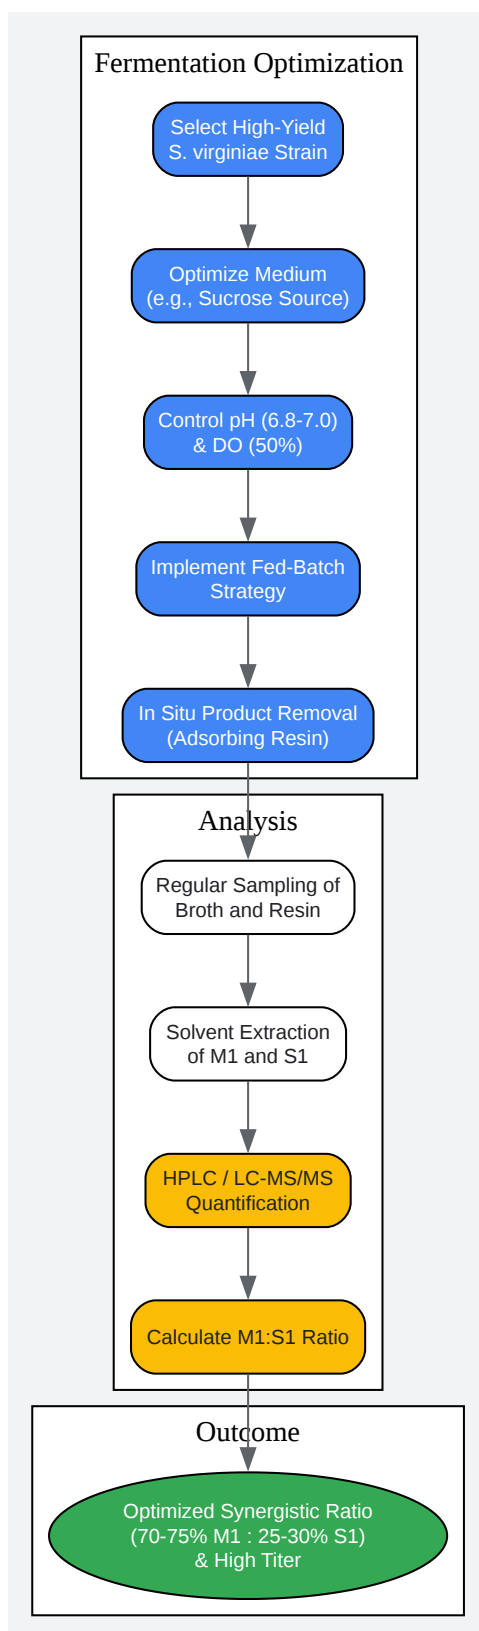 Fermentation Optimization
Select High-Yield
S. virginiae Strain
Optimize Medium
(e.g., Sucrose Source)
Control pH (6.8-7.0)
& DO (50%)
Implement Fed-Batch
Strategy
In Situ Product Removal
(Adsorbing Resin)
Analysis
Regular Sampling of
Broth and Resin
Solvent Extraction
of M1 and S1
HPLC / LC-MS/MS
Quantification
Calculate M1:S1 Ratio
Outcome
Optimized Synergistic Ratio
(70-75% M1 : 25-30% S1)
& High Titer